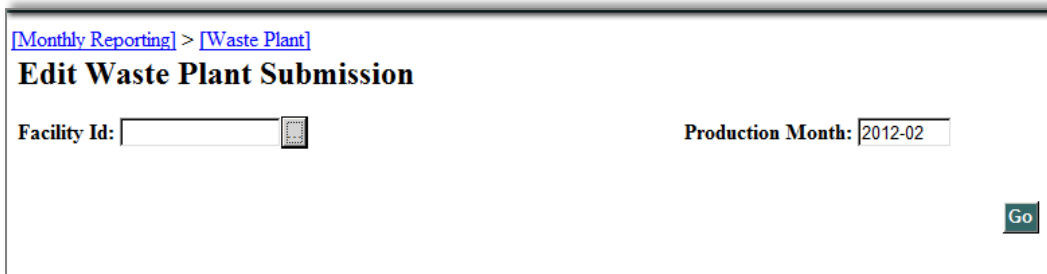 [Monthly Reporting] > [Waste Plant]
Edit Waste Plant Submission
Facility Id: ... Production Month: 2012-02
Go